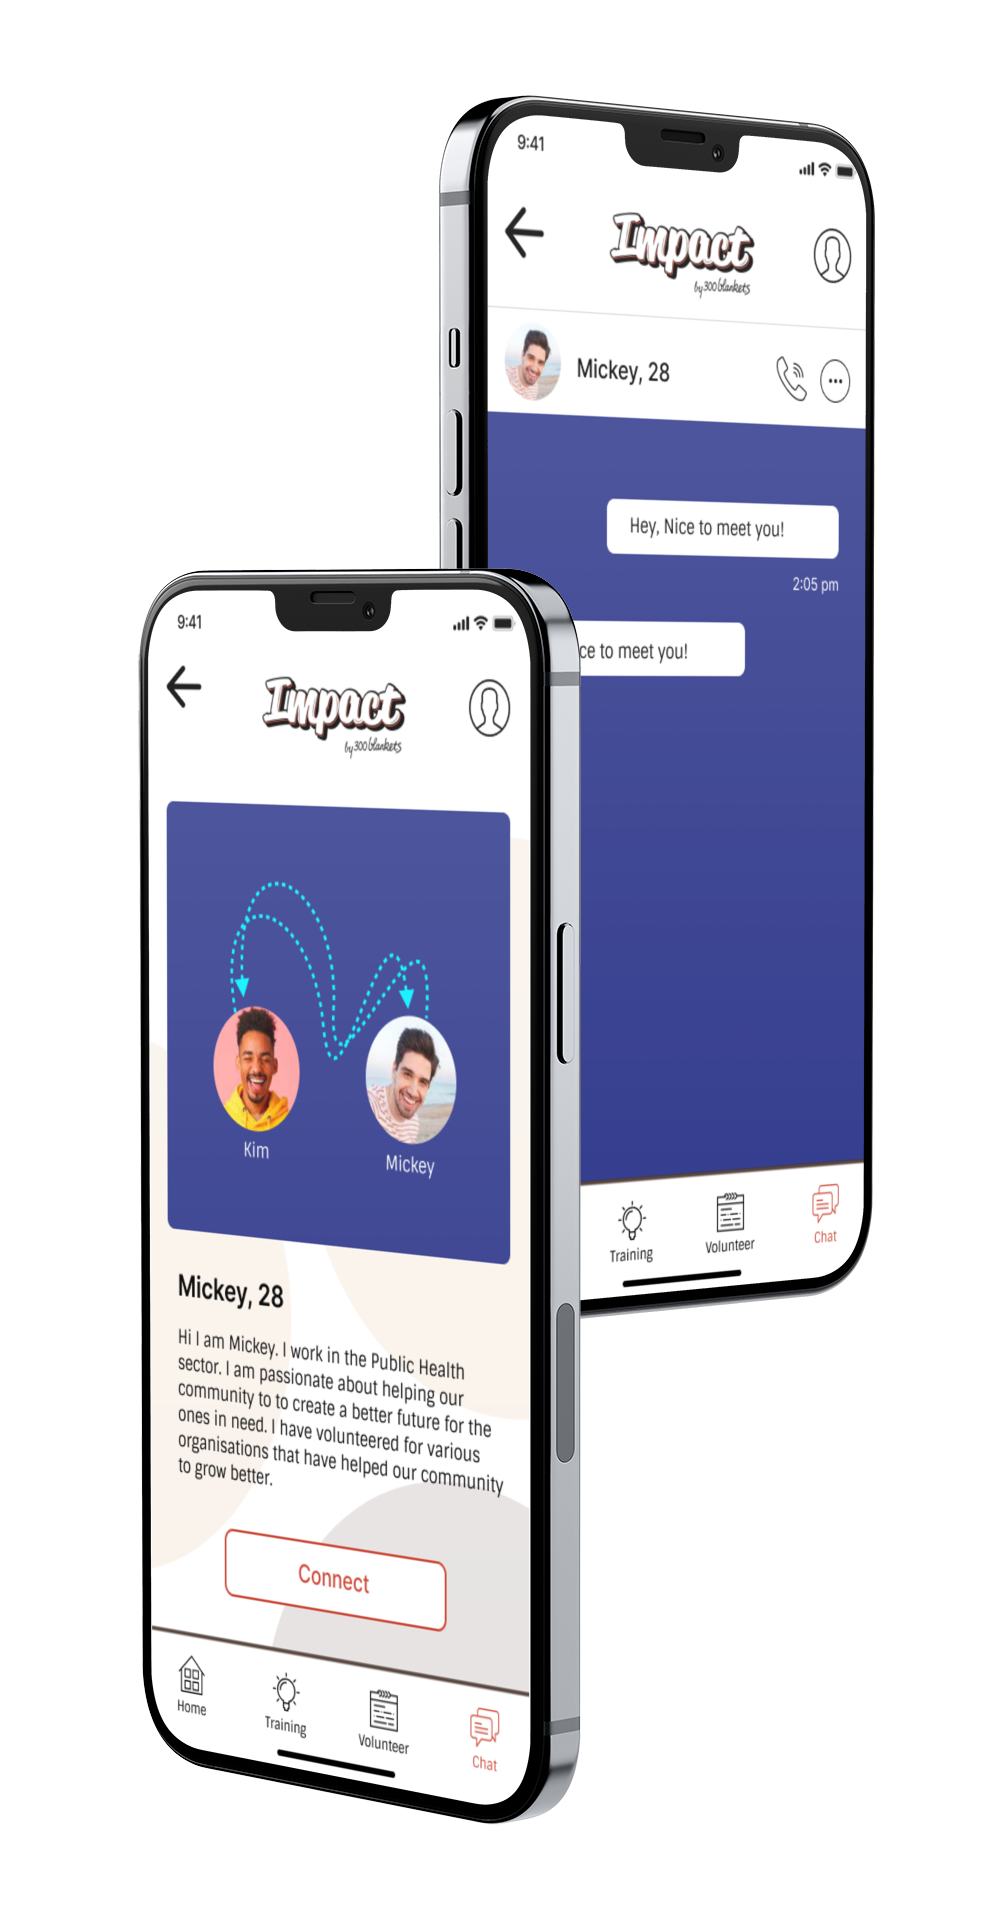 9:41
Impact
by 300 blankets
Mickey, 28
Hey, Nice to meet you!
2:05 pm
to meet you!
Training
Volunteer
Chat
9:41
Impact
by 300 blankets
Kim
Mickey
Mickey, 28
Hi I am Mickey. I work in the Public Health
sector. I am passionate about helping our
community to to create a better future for the
ones in need. I have volunteered for various
organisations that have helped our community
to grow better.
Connect
Home
Training
Volunteer
Chat